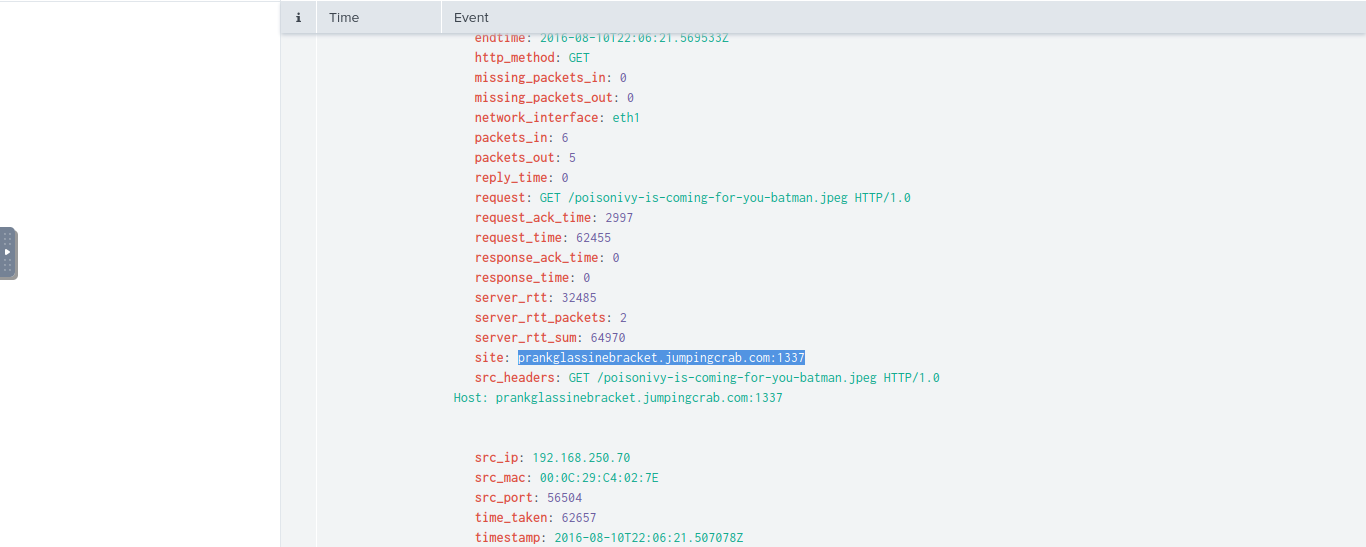 i Time Event
endtime: 2016-08-10T22:06:21.569533Z
http_method: GET
missing_packets_in: 0
missing_packets_out: 0
network_interface: eth1
packets_in: 6
packets_out: 5
reply_time: 0
request: GET /poisonivy-is-coming-for-you-batman.jpeg HTTP/1.0
request_ack_time: 2997
request_time: 62455
response_ack_time: 0
response_time: 0
server_rtt: 32485
server_rtt_packets: 2
server_rtt_sum: 64970
site: prankglassinebracket.jumpingcrab.com:1337
src_headers: GET /poisonivy-is-coming-for-you-batman.jpeg HTTP/1.0
Host: prankglassinebracket.jumpingcrab.com:1337
src_ip: 192.168.250.70
src_mac: 00:0C:29:C4:02:7E
src_port: 56504
time_taken: 62657
timestamp: 2016-08-10T22:06:21.507078Z